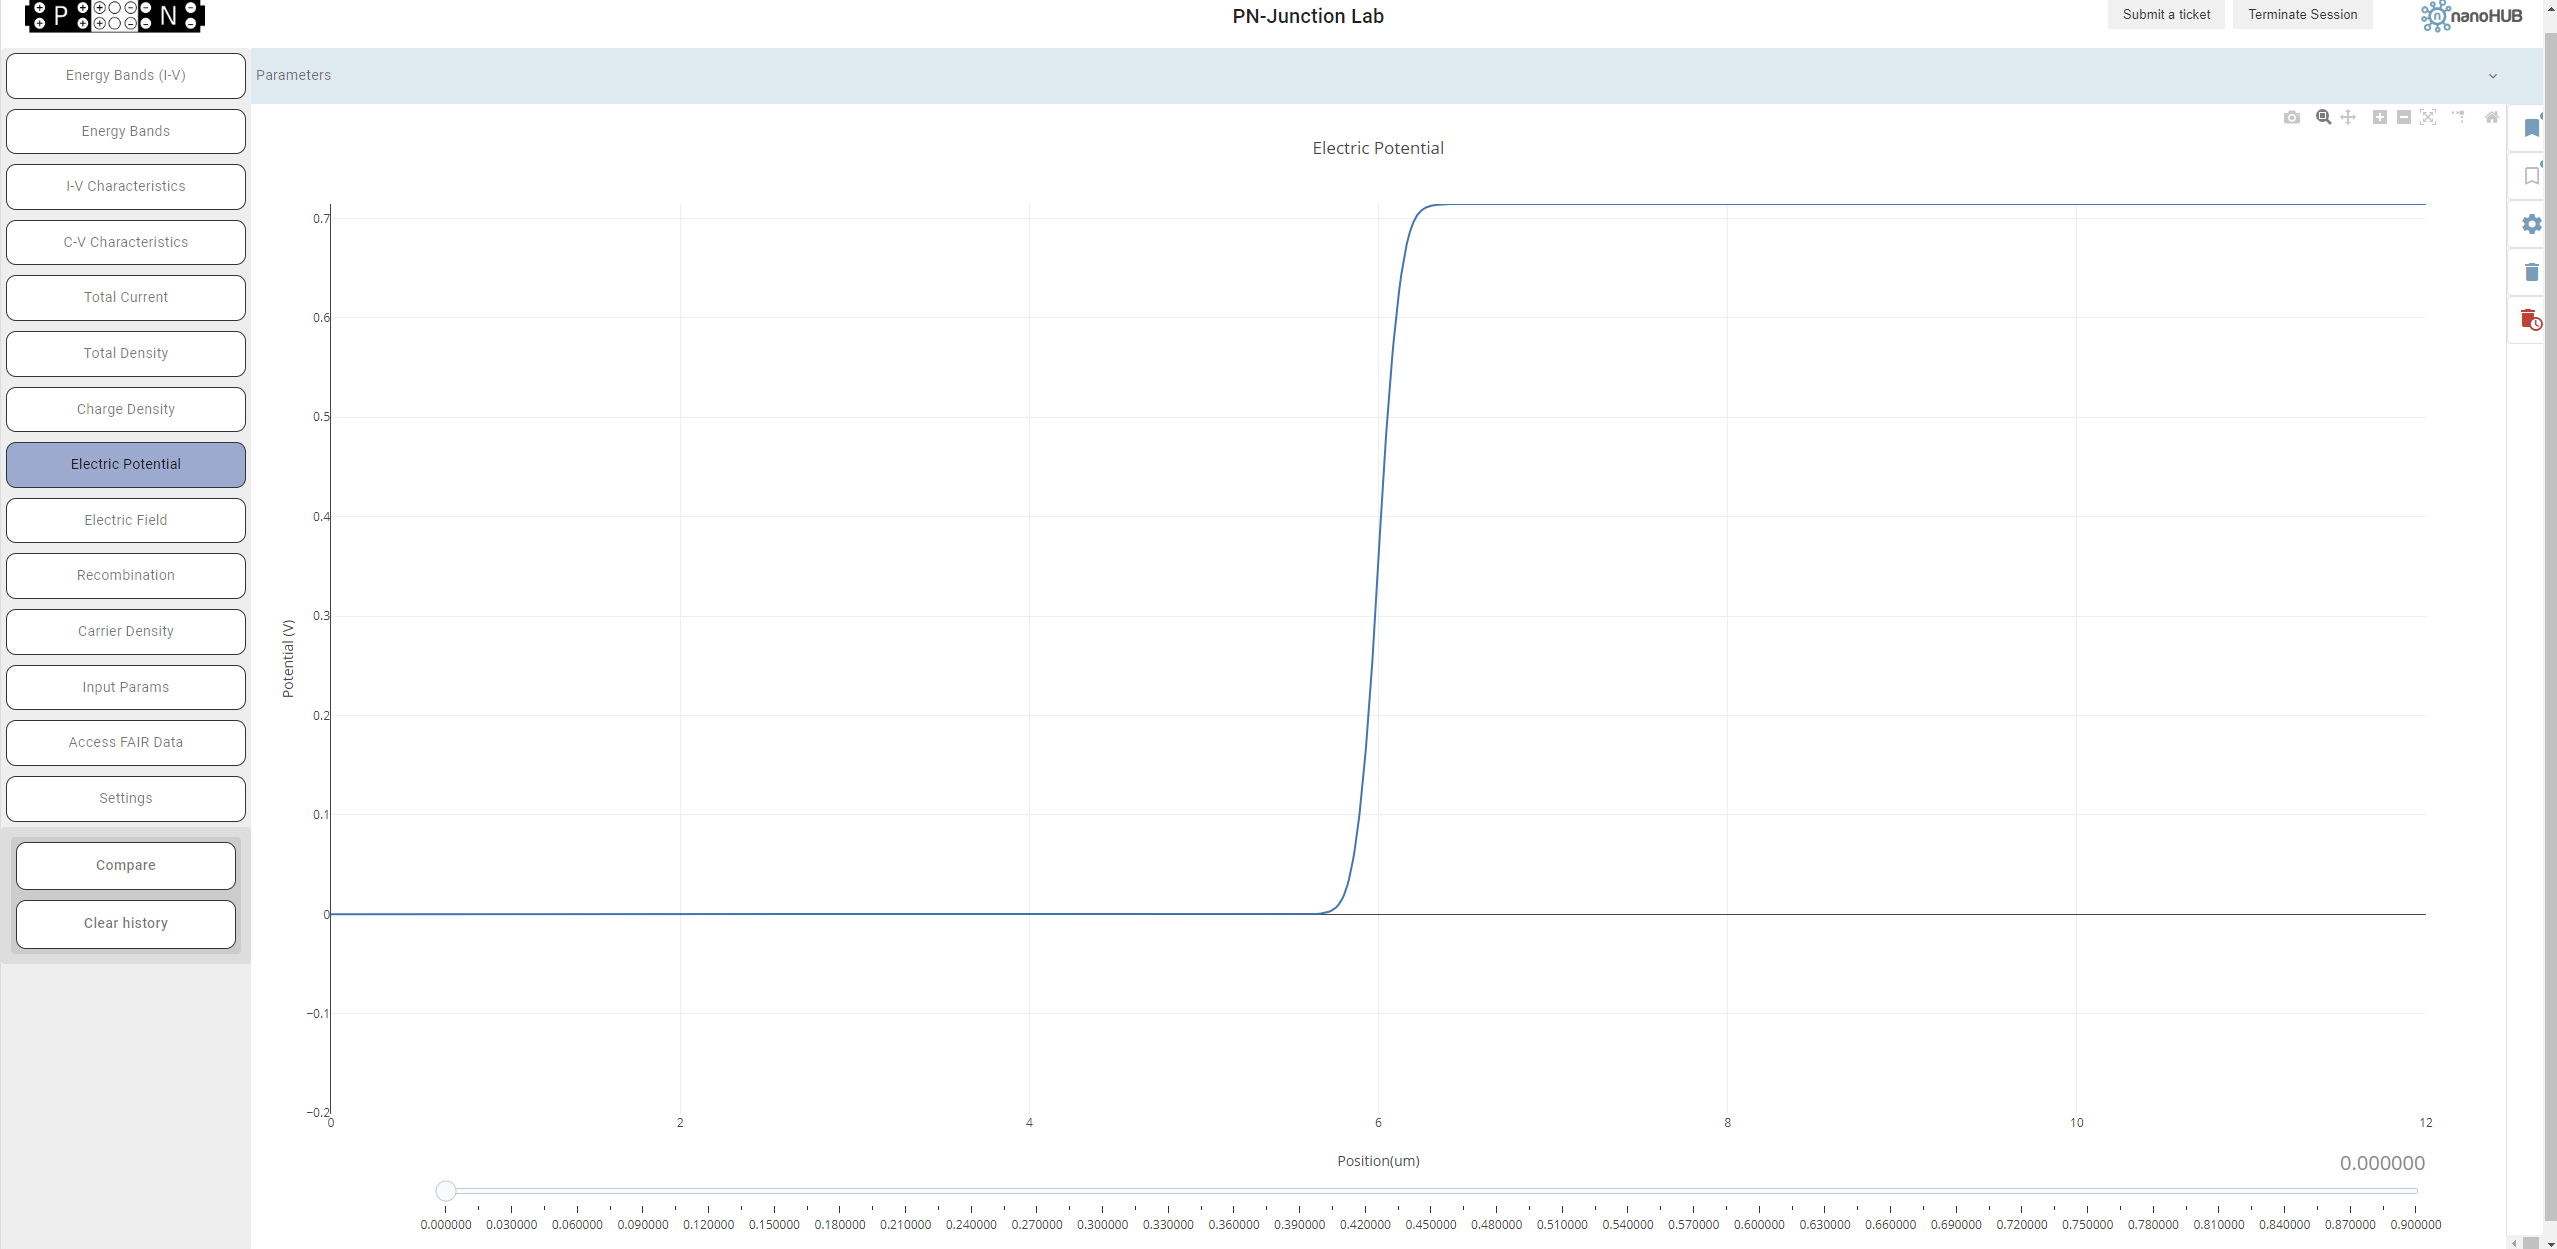 P N
PN-Junction Lab
Submit a ticket
Terminate Session
nanoHUB
Energy Bands (I-V)
Energy Bands
I-V Characteristics
C-V Characteristics
Total Current
Total Density
Charge Density
Electric Potential
Electric Field
Recombination
Carrier Density
Input Params
Access FAIR Data
Settings
Compare
Clear history
Parameters
Electric Potential
0.7
0.6
0.5
0.4
0.3
0.2
0.1
0
−0.1
−0.2
Potential (V)
0 2 4 6 8 10 12
Position(um)
0.000000
0.000000 0.030000 0.060000 0.090000 0.120000 0.150000 0.180000 0.210000 0.240000 0.270000 0.300000 0.330000 0.360000 0.390000 0.420000 0.450000 0.480000 0.510000 0.540000 0.570000 0.600000 0.630000 0.660000 0.690000 0.720000 0.750000 0.780000 0.810000 0.840000 0.870000 0.900000